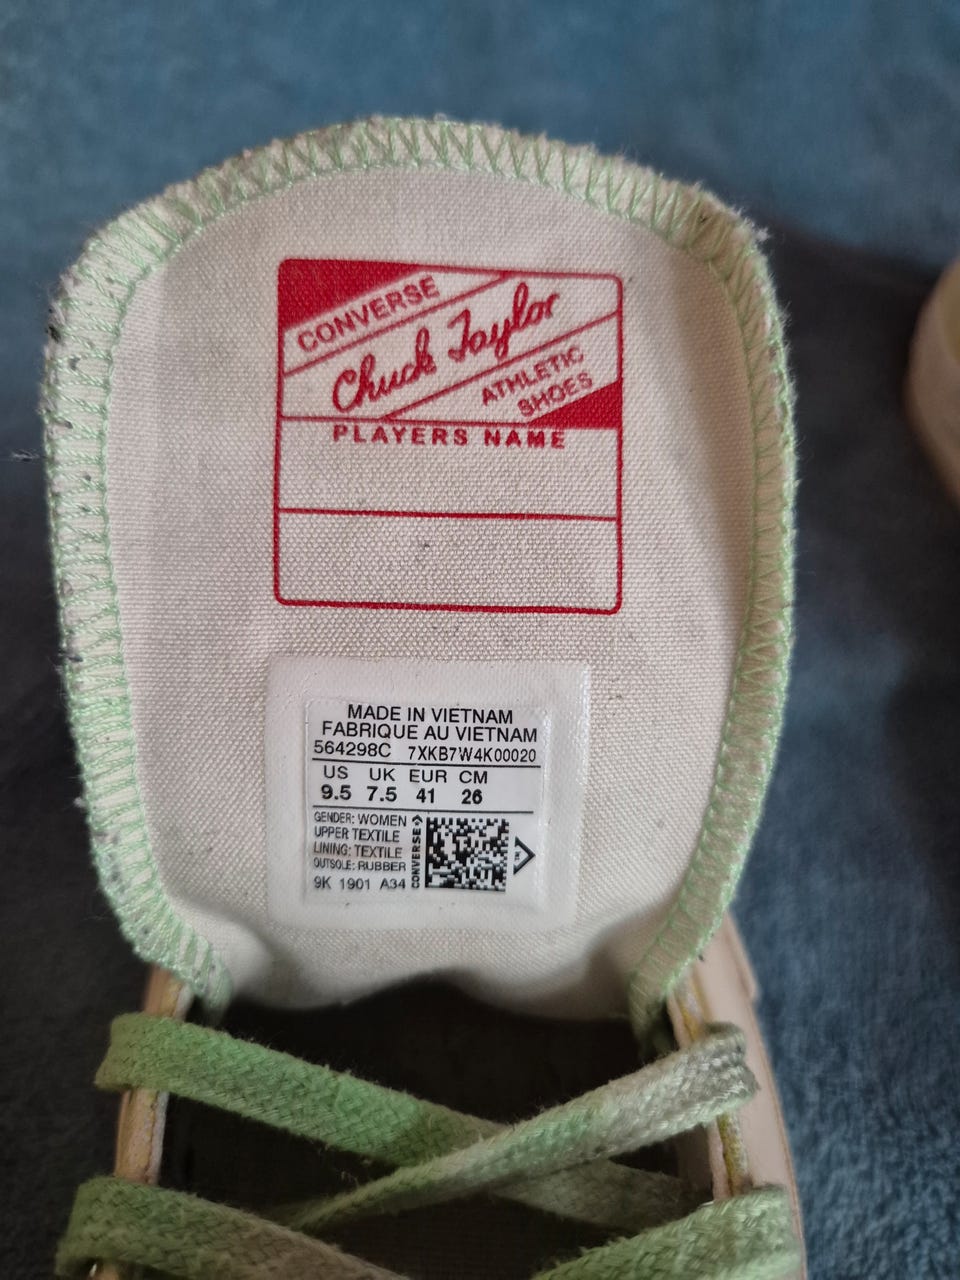 CONVERSE
Chuck Taylor
ATHLETIC
SHOES
PLAYERS NAME
MADE IN VIETNAM
FABRIQUE AU VIETNAM
564298C 7XKB7W4K00020
US UK EUR CM
9.5 7.5 41 26
GENDER: WOMEN
UPPER TEXTILE
LINING: TEXTILE
OUTSOLE: RUBBER
9K 1901 A34
CONVERSE
TM